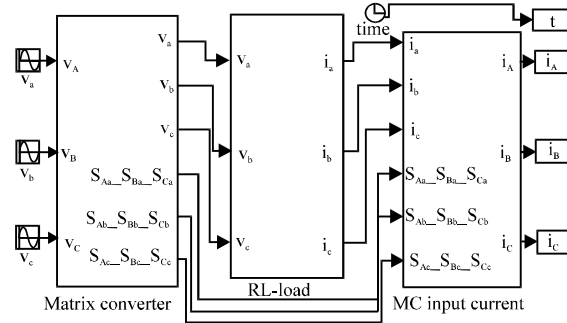 time
t
v_a
v_A
v_a
v_a
i_a
i_a
i_A
i_A
v_b
i_b
i_b
v_b
v_B
v_c
v_b
i_b
i_c
i_B
i_B
S_Aa_S_Ba_S_Ca
S_Aa_S_Ba_S_Ca
S_Ab_S_Bb_S_Cb
S_Ab_S_Bb_S_Cb
v_c
v_C
v_c
i_c
i_C
i_C
S_Ac_S_Bc_S_Cc
S_Ac_S_Bc_S_Cc
Matrix converter
RL-load
MC input current